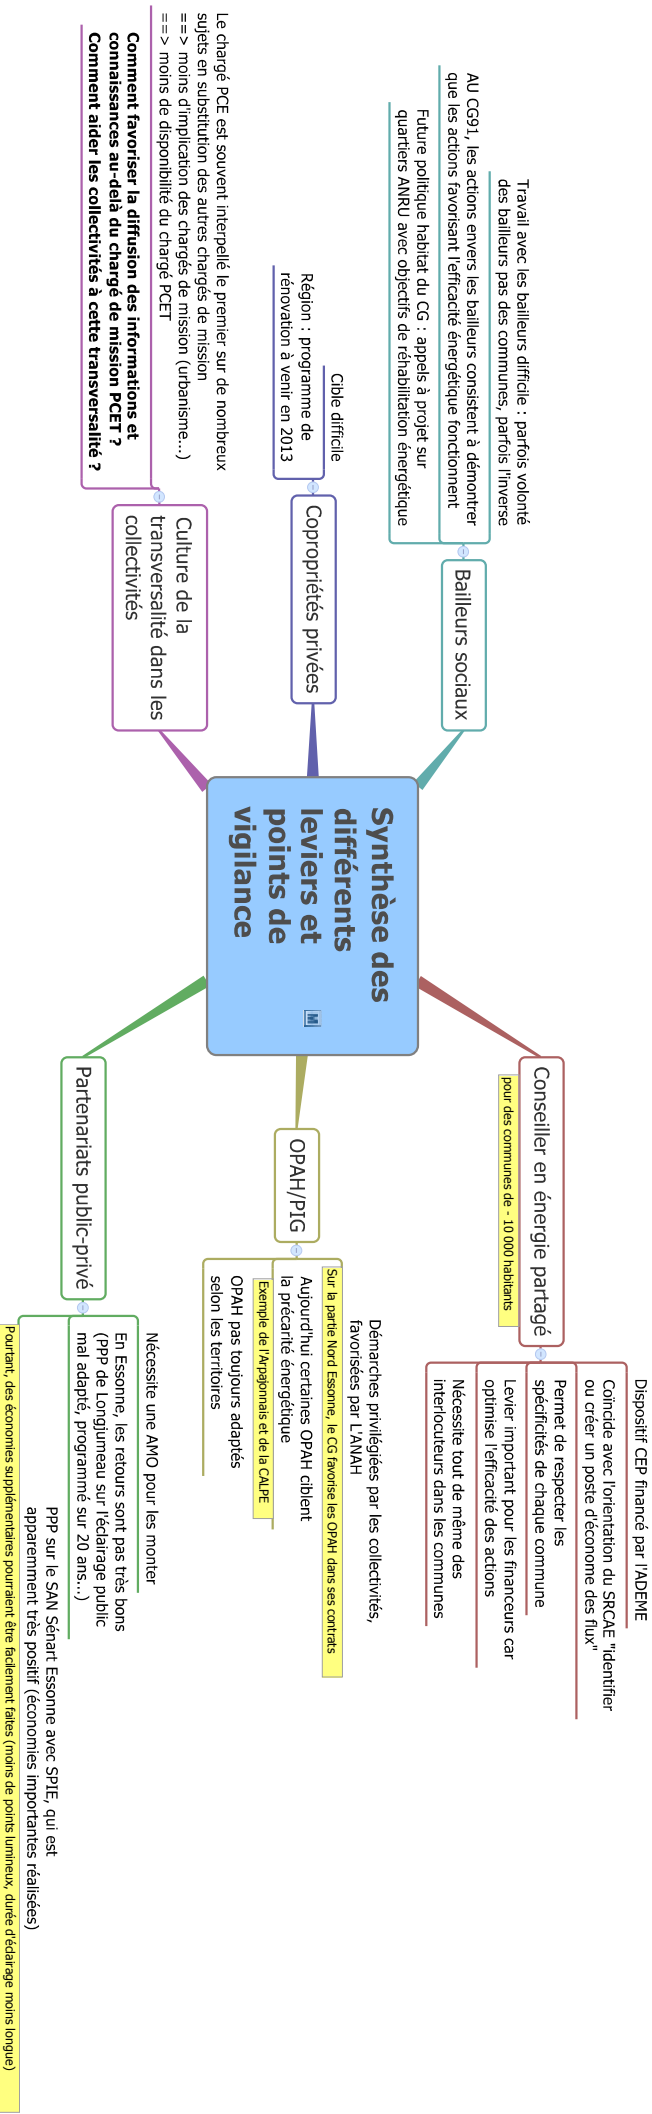 Synthèse des
différents
leviers et
points de
vigilance
Conseiller en énergie partagé
pour des communes de - 10 000 habitants
Dispositif CEP financé par l'ADEME
Coïncide avec l'orientation du SRCAE "identifier
ou créer un poste d'économe des flux"
Permet de respecter les
spécificités de chaque commune
Levier important pour les financeurs car
optimise l'efficacité des actions
Nécessite tout de même des
interlocuteurs dans les communes
OPAH/PIG
Démarches privilégiées par les collectivités,
favorisées par L'ANAH
Sur la partie Nord Essonne, le CG favorise les OPAH dans ses contrats
Aujourd'hui certaines OPAH ciblent
la précarité énergétique
Exemple de l'Arpajonnais et de la CALPE
OPAH pas toujours adaptés
selon les territoires
Partenariats public-privé
Nécessite une AMO pour les monter
En Essonne, les retours sont pas très bons
(PPP de Longjumeau sur l'éclairage public
mal adapté, programmé sur 20 ans...)
PPP sur le SAN Sénart Essonne avec SPIE, qui est
apparemment très positif (économies importantes réalisées)
Pourtant, des économies supplémentaires pourraient être facilement faites (moins de points lumineux, durée d'éclairage moins longue)
Bailleurs sociaux
Travail avec les bailleurs difficile : parfois volonté
des bailleurs pas des communes, parfois l'inverse
AU CG91, les actions envers les bailleurs consistent à démontrer
que les actions favorisant l'efficacité énergétique fonctionnent
Future politique habitat du CG : appels à projet sur
quartiers ANRU avec objectifs de réhabilitation énergétique
Copropriétés privées
Cible difficile
Région : programme de
rénovation à venir en 2013
Culture de la
transversalité dans les
collectivités
Le chargé PCE est souvent interpellé le premier sur de nombreux
sujets en substitution des autres chargés de mission
==> moins d'implication des chargés de mission (urbanisme...)
==> moins de disponibilité du chargé PCET
Comment favoriser la diffusion des informations et
connaissances au-delà du chargé de mission PCET ?
Comment aider les collectivités à cette transversalité ?